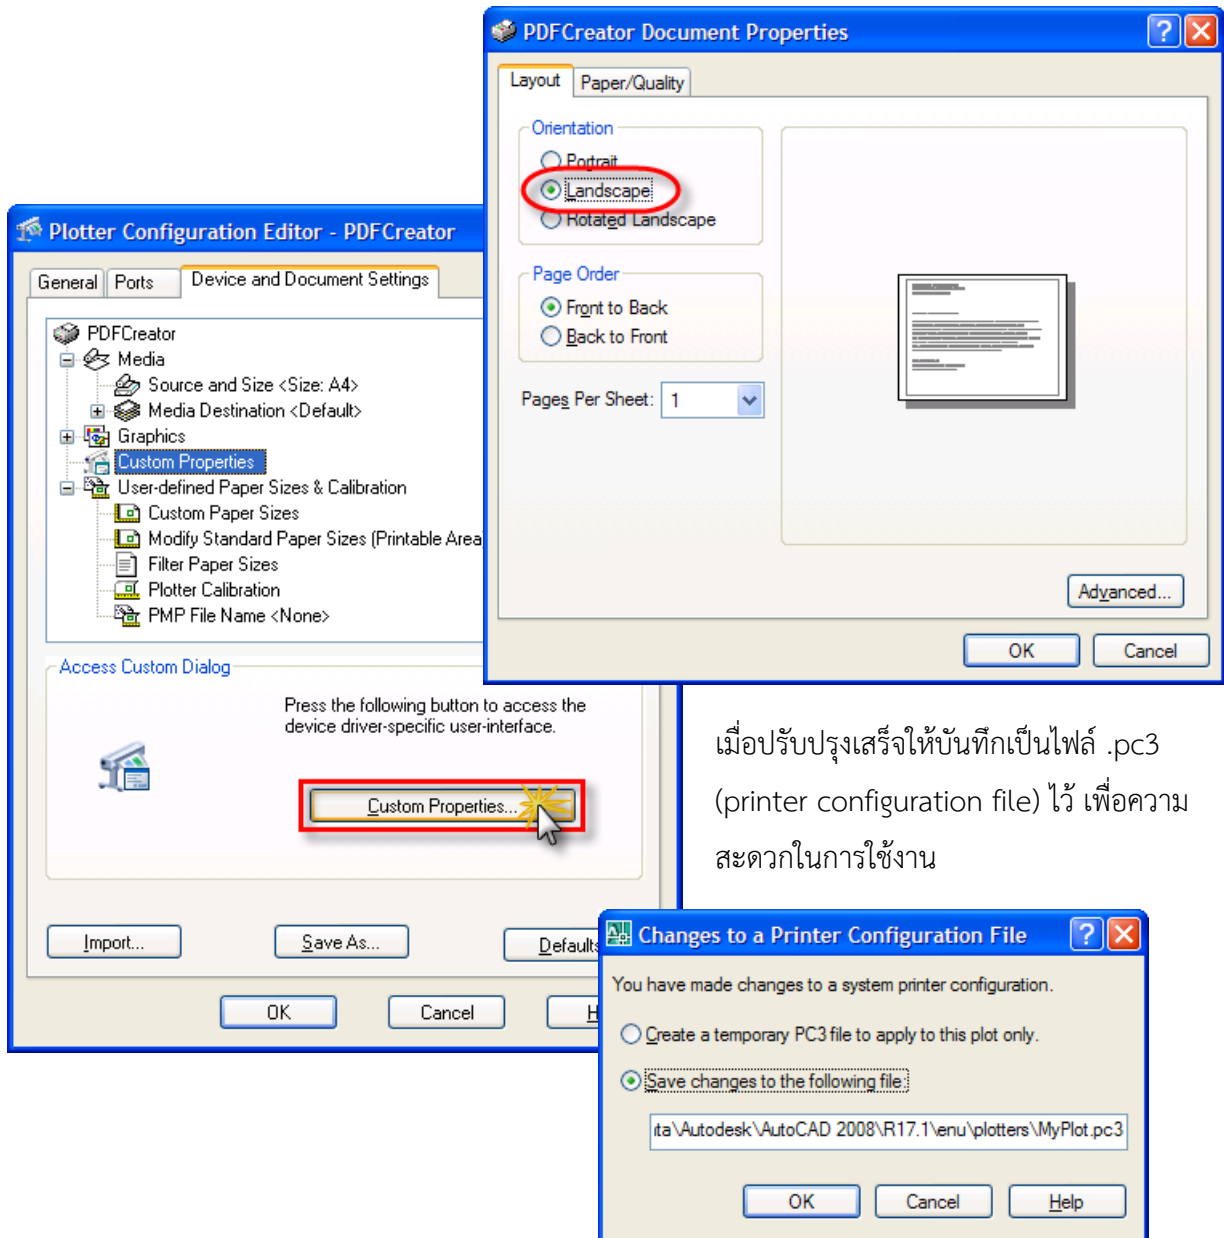 PDFCreator Document Properties
Layout
Paper/Quality
Orientation
Portrait
Landscape
Rotated Landscape
Page Order
Front to Back
Back to Front
Pages Per Sheet: 1
Advanced...
OK
Cancel
Plotter Configuration Editor - PDFCreator
General
Ports
Device and Document Settings
PDFCreator
Media
Source and Size <Size: A4>
Media Destination <Default>
Graphics
Custom Properties
User-defined Paper Sizes & Calibration
Custom Paper Sizes
Modify Standard Paper Sizes (Printable Area
Filter Paper Sizes
Plotter Calibration
PMP File Name <None>
Access Custom Dialog
Press the following button to access the
device driver-specific user-interface.
Custom Properties...
Import...
Save As...
Defaults
OK
Cancel
H
เมื่อปรับปรุงเสร็จให้บันทึกเป็นไฟล์ .pc3
(printer configuration file) ไว้ เพื่อความ
สะดวกในการใช้งาน
Changes to a Printer Configuration File
You have made changes to a system printer configuration.
Create a temporary PC3 file to apply to this plot only.
Save changes to the following file:
ta\Autodesk\AutoCAD 2008\R17.1\enu\plotters\MyPlot.pc3
OK
Cancel
Help